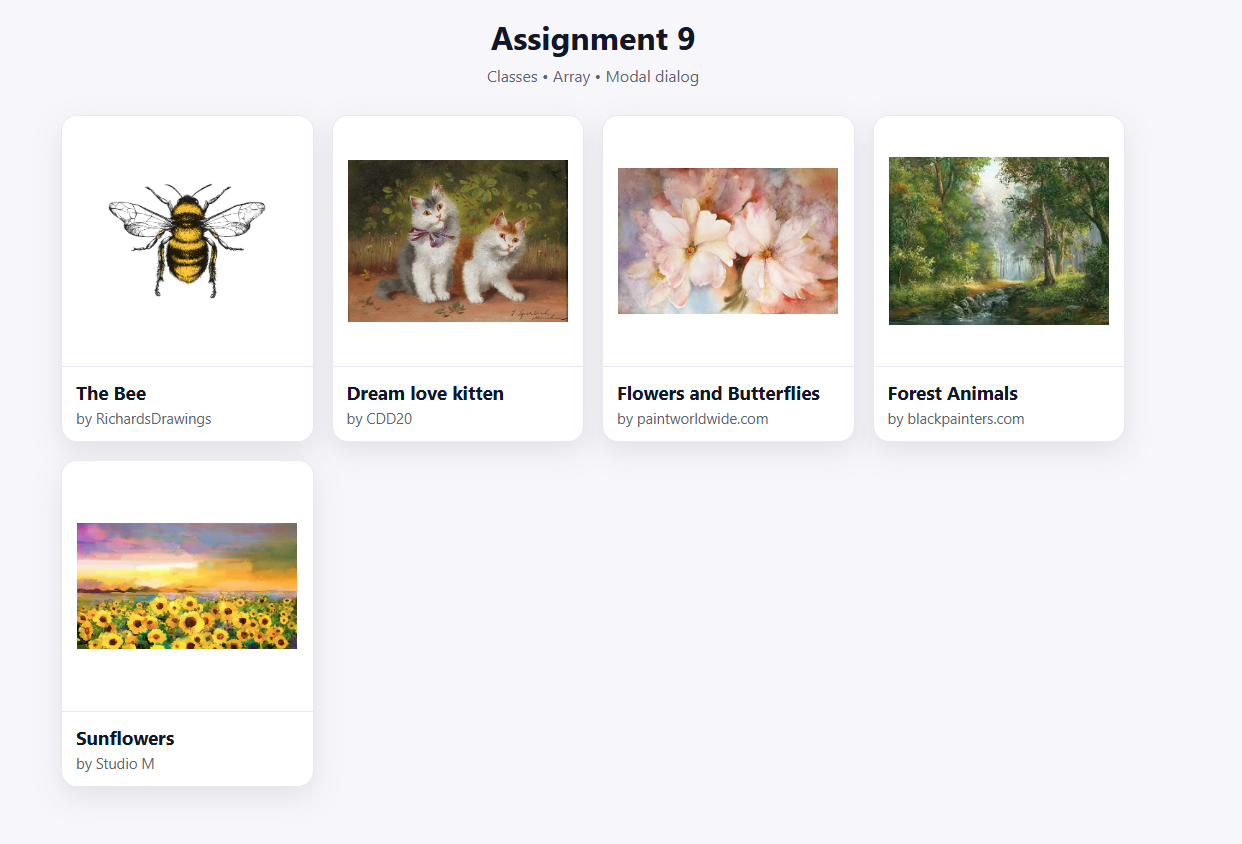 Assignment 9
Classes • Array • Modal dialog
The Bee
by RichardsDrawings
Dream love kitten
by CDD20
Flowers and Butterflies
by paintworldwide.com
Forest Animals
by blackpainters.com
Sunflowers
by Studio M